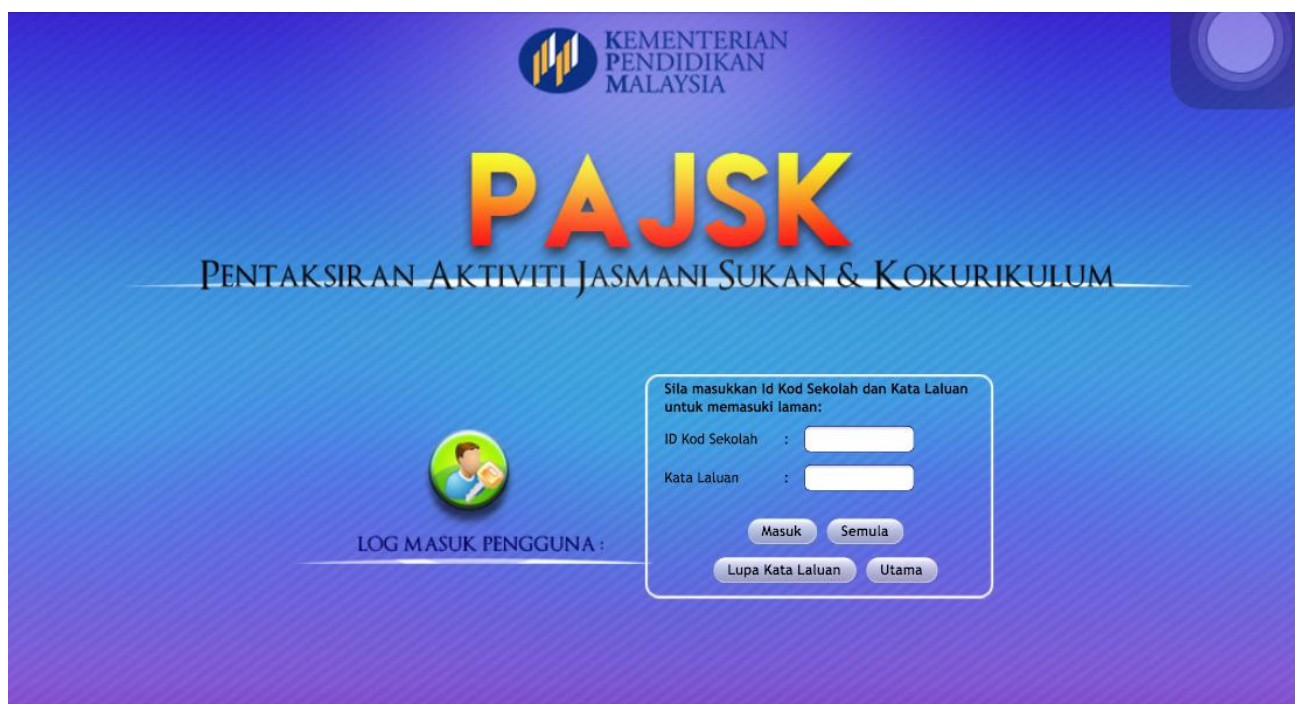 KEMENTERIAN
PENDIDIKAN
MALAYSIA
PAJSK
PENTAKSIRAN AKTIVITI JASMANI SUKAN & KOKURIKULUM
Sila masukkan Id Kod Sekolah dan Kata Laluan
untuk memasuki laman:
ID Kod Sekolah :
Kata Laluan :
Masuk Semula
LOG MASUK PENGGUNA :
Lupa Kata Laluan Utama